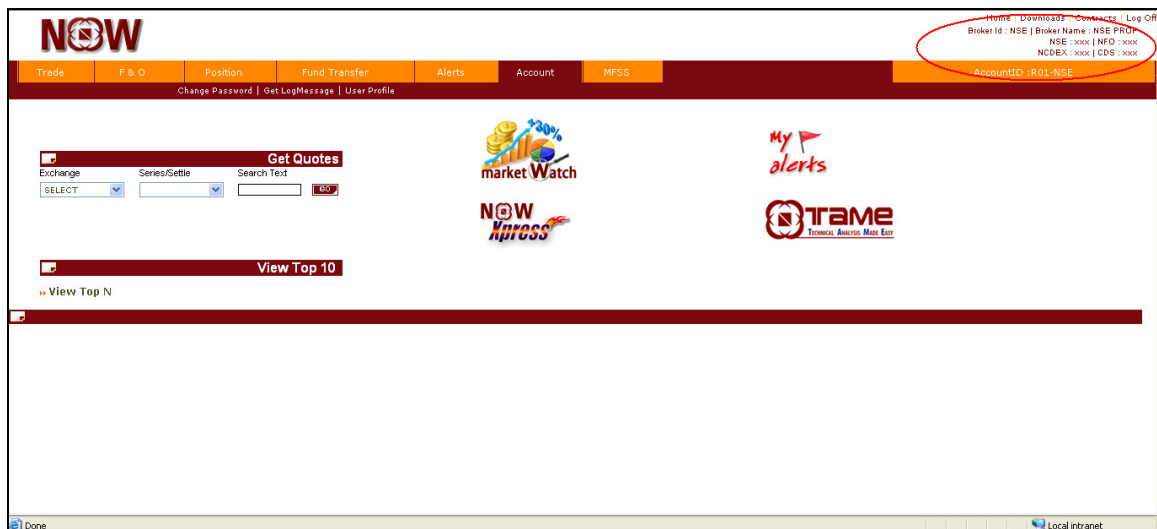 NOW
Home | Downloads | Contracts | Log Off
Broker Id : NSE | Broker Name : NSE PROP
NSE : xxx | NFO : xxx
NCDEX : xxx | CDS : xxx
Trade F & O Position Fund Transfer Alerts Account MFSS AccountID :R01-NSE
Change Password | Get LogMessage | User Profile
Get Quotes
Exchange Series/Settle Search Text
SELECT GO
+30%
market Watch
My alerts
NOW Xpress
TAME
TECHNICAL ANALYSIS MADE EASY
View Top 10
View Top N
Done Local intranet